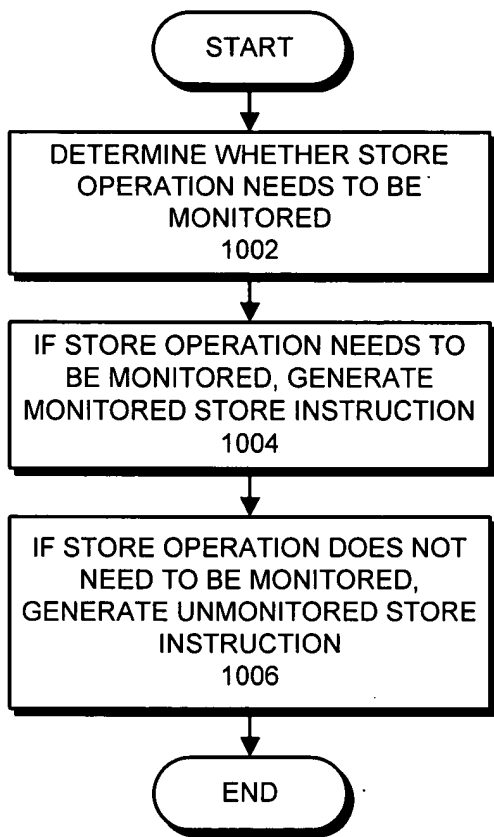 START
DETERMINE WHETHER STORE
OPERATION NEEDS TO BE
MONITORED
1002
IF STORE OPERATION NEEDS TO
BE MONITORED, GENERATE
MONITORED STORE INSTRUCTION
1004
IF STORE OPERATION DOES NOT
NEED TO BE MONITORED,
GENERATE UNMONITORED STORE
INSTRUCTION
1006
END